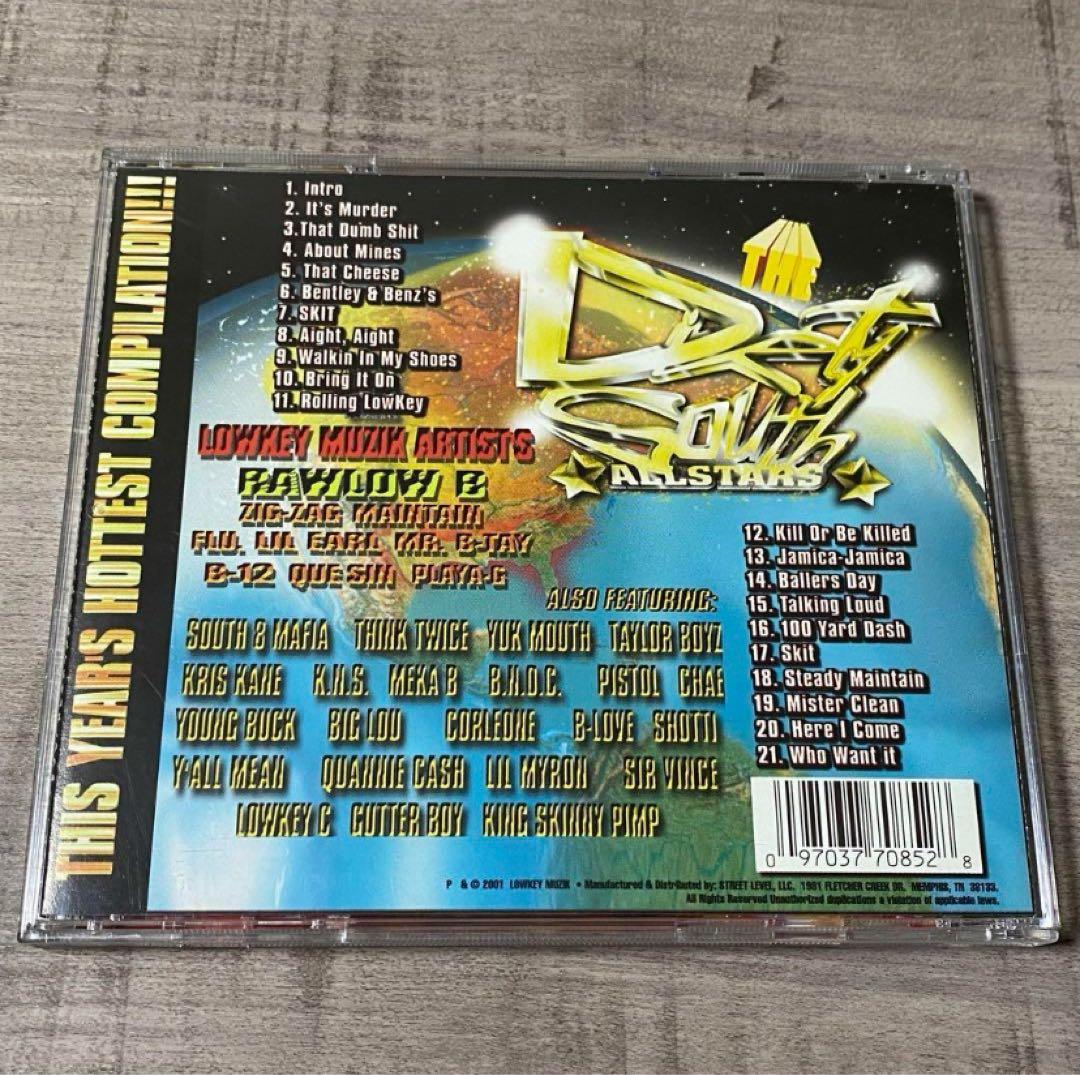 THIS YEAR'S HOTTEST COMPILATION!!!
1. Intro
2. It's Murder
3.That Dumb Shit
4. About Mines
5. That Cheese
6. Bentley & Benz's
7. SKIT
8. Aight, Aight
9. Walkin In My Shoes
10. Bring It On
11. Rolling LowKey
THE
Dirty
South
ALLSTARS
LOWKEY MUZIK ARTISTS
RAWLOW B
ZIG-ZAG MAINTAIN
FLU. LIL EARL MR. B-JAY
B-12 QUESIN PLAYA-G
ALSO FEATURING:
SOUTH 8 MAFIA THINK TWICE YUK MOUTH TAYLOR BOYZ
KRIS KANE K.N.S. MEKA B B.N.O.C. PISTOL CHAE
YOUNG BUCK BIG LOU CORLEONE B-LOVE SHOTTI
Y'ALL MEAN QUANNIE CASH LIL MYRON SIR VINCE
LOWKEY C GUTTER BOY KING SKINNY PIMP
12. Kill Or Be Killed
13. Jamica-Jamica
14. Ballers Day
15. Talking Loud
16. 100 Yard Dash
17. Skit
18. Steady Maintain
19. Mister Clean
20. Here I Come
21. Who Want it
0 97037 70852 8
P & © 2001 LOWKEY MUZIK • Manufactured & Distributed by: STREET LEVEL, LLC. 1981 FLETCHER CREEK DR. MEMPHIS, TN 38133.
All Rights Reserved Unauthorized duplications a violation of applicable laws.